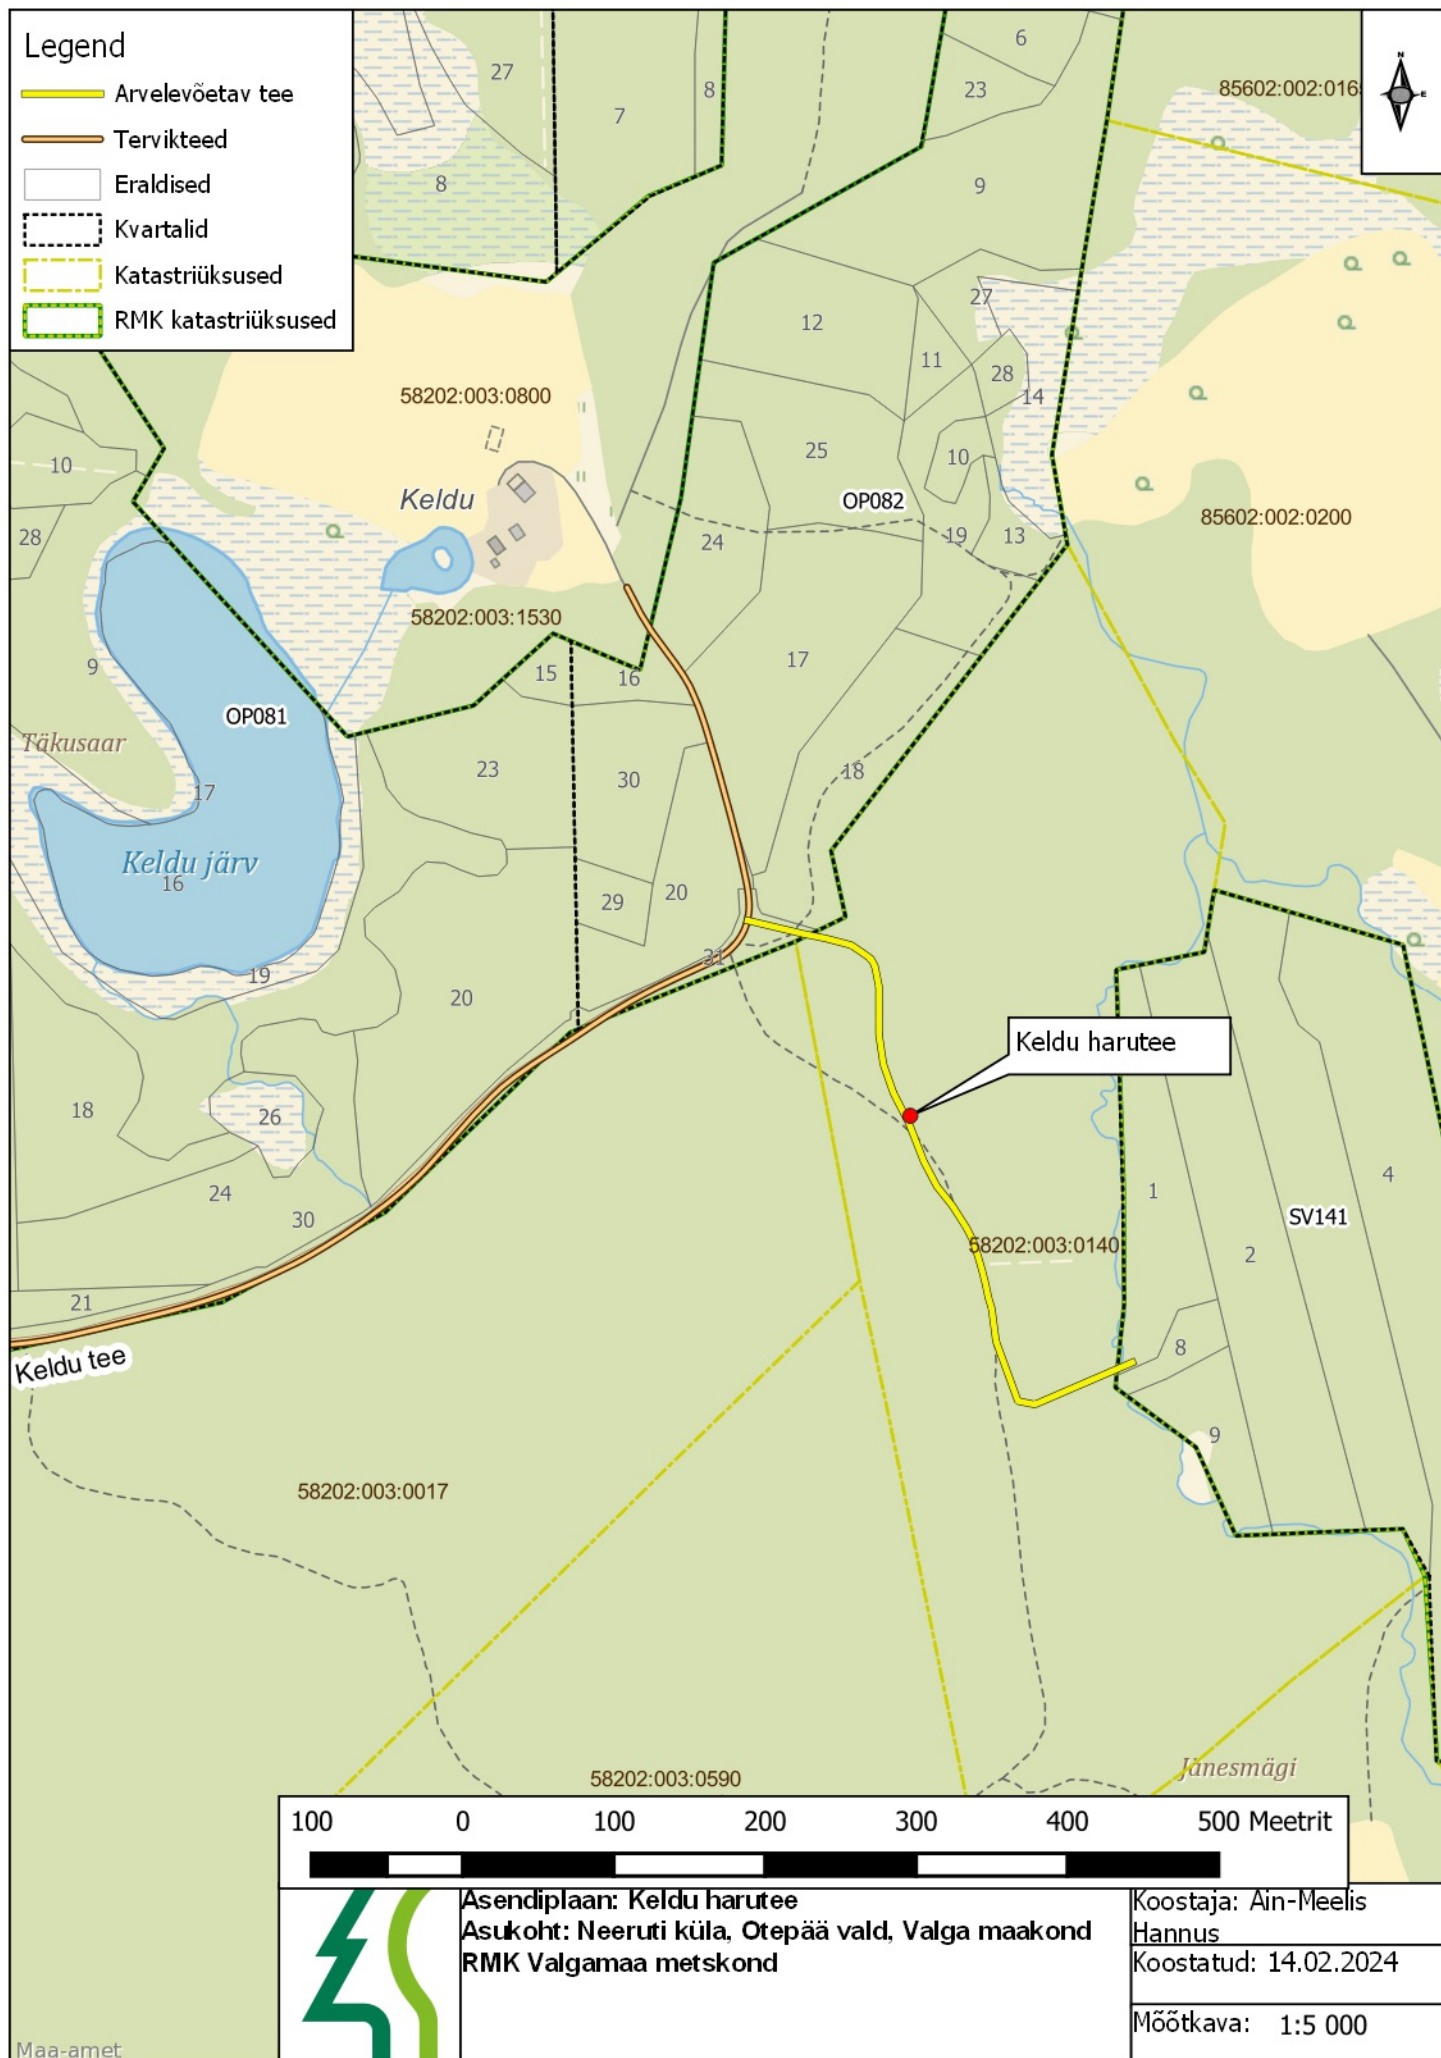 Legend
Arvelevõetav tee
Tervikteed
Eraldised
Kvartalid
Katastriüksused
RMK katastriüksused
N
E
27
7
8
8
6
23
9
85602:002:016
12
11
27
28
14
25
10
OP082
24
19
13
85602:002:0200
58202:003:0800
Keldu
10
28
58202:003:1530
9
OP081
Täkusaar
17
Keldu järv
16
15
16
17
18
23
30
29
20
31
19
20
18
26
24
30
21
Keldu tee
Keldu harutee
58202:003:0140
1
2
4
SV141
8
9
58202:003:0017
58202:003:0590
Jänesmägi
100 0 100 200 300 400 500 Meetrit
Asendiplaan: Keldu harutee
Asukoht: Neeruti küla, Otepää vald, Valga maakond
RMK Valgamaa metskond
Koostaja: Ain-Meelis
Hannus
Koostatud: 14.02.2024
Mõõtkava: 1:5 000
Maa-amet